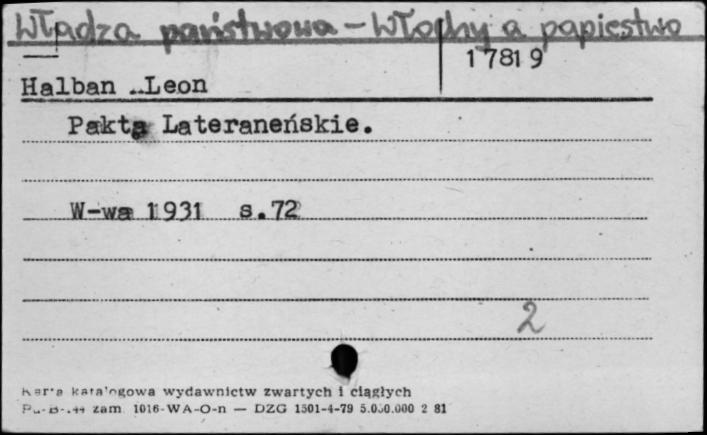 Władza państwowa - Włochy a papiestwo
17819
Halban Leon
Pakta Lateraneńskie.
W-wa 1931 s.72
2
Karta katalogowa wydawnictw zwartych i ciągłych
zam. 1016-WA-O-n — DZG 1501-4-79 5.000.000 2 81